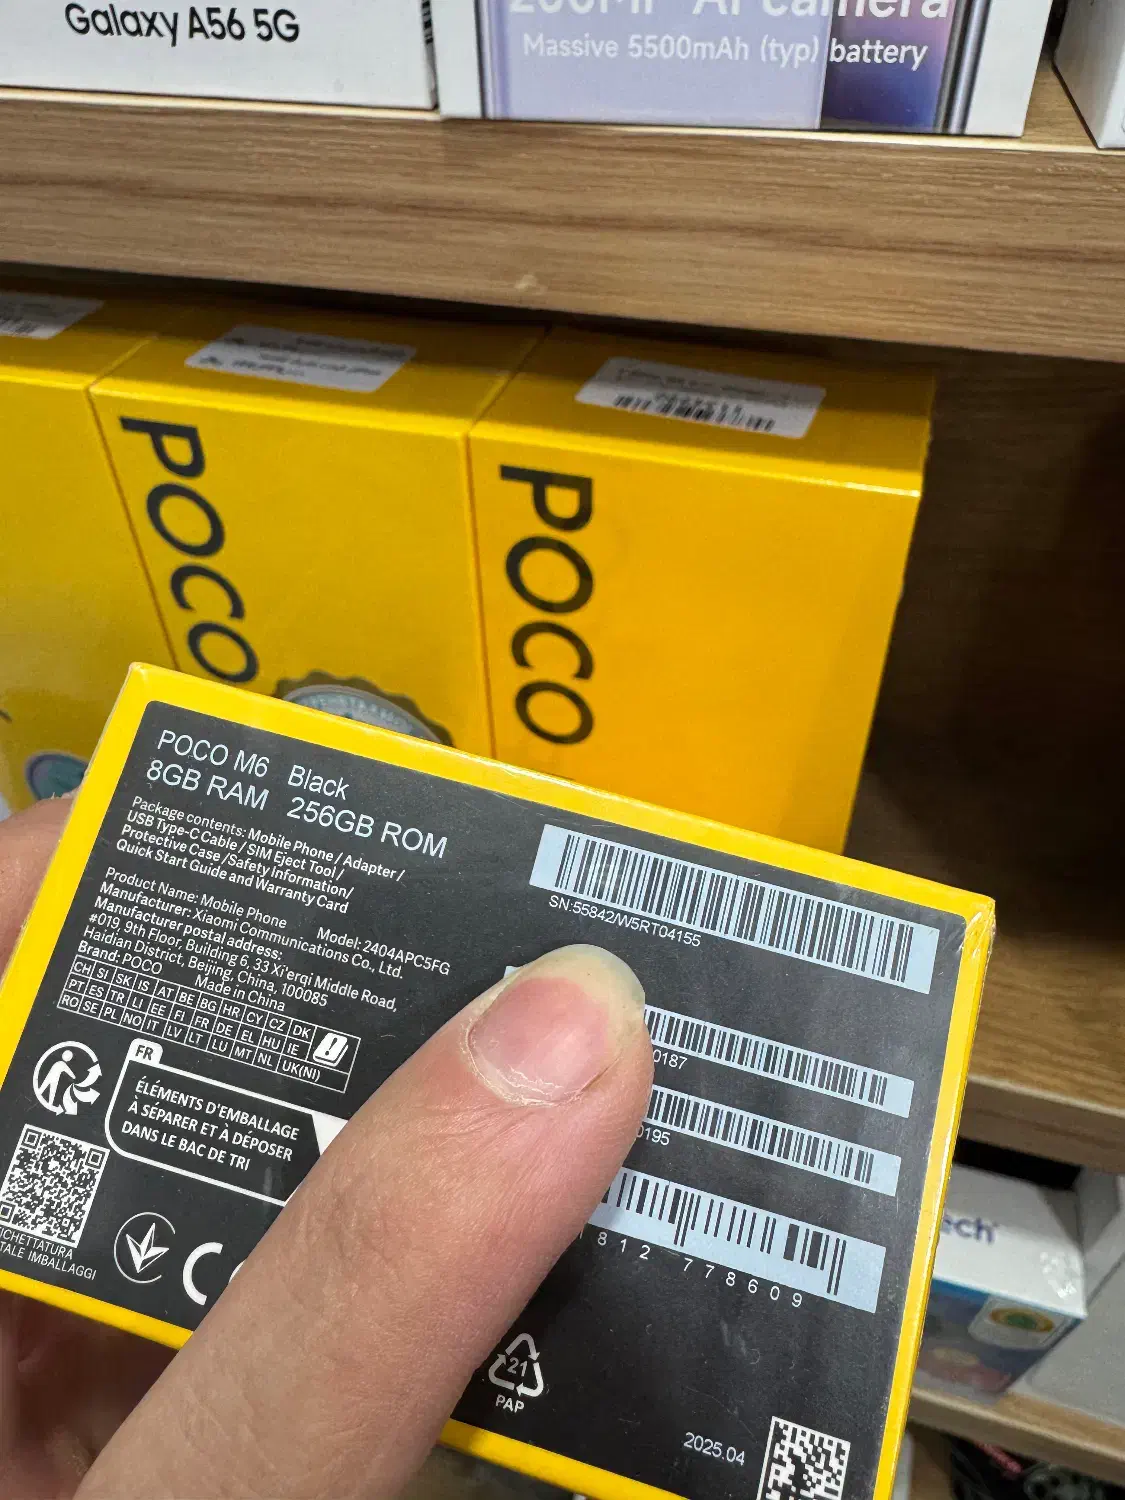 Galaxy A56 5G
200MP AI camera
Massive 5500mAh (typ) battery
POCO
POCO
POCO M6 Black
8GB RAM 256GB ROM
Package contents: Mobile Phone / Adapter /
USB Type-C Cable / SIM Eject Tool /
Protective Case /Safety Information/
Quick Start Guide and Warranty Card
Product Name: Mobile Phone Model: 2404APC5FG
Manufacturer: Xiaomi Communications Co., Ltd.
Manufacturer postal address:
#019, 9th Floor, Building 6, 33 Xi'erqi Middle Road,
Haidian District, Beijing, China, 100085
Brand: POCO Made in China
CH SI SK IS AT BE BG HR CY CZ DK
PT ES TR LI EE FI FR DE EL HU IE
RO SE PL NO IT LV LT LU MT NL UK(NI)
FR
ÉLÉMENTS D'EMBALLAGE
À SÉPARER ET À DÉPOSER
DANS LE BAC DE TRI
SN:55842/W5RT04155
0187
0195
812 778609
21
PAP
2025.04